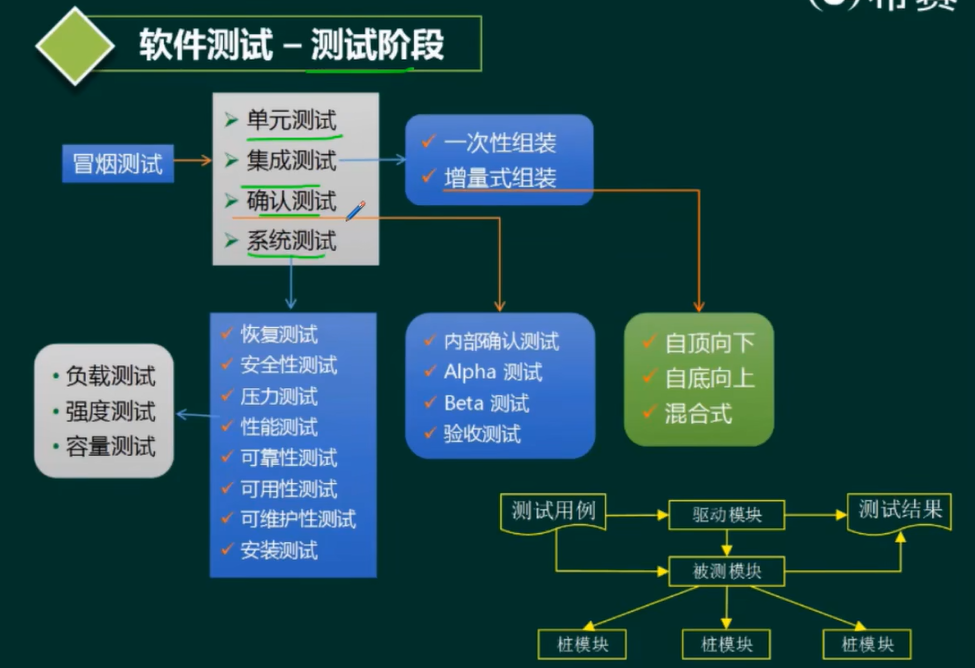 软件测试 – 测试阶段
冒烟测试
单元测试
集成测试
确认测试
系统测试
一次性组装
增量式组装
负载测试
强度测试
容量测试
恢复测试
安全性测试
压力测试
性能测试
可靠性测试
可用性测试
可维护性测试
安装测试
内部确认测试
Alpha 测试
Beta 测试
验收测试
自顶向下
自底向上
混合式
测试用例
驱动模块
测试结果
被测模块
桩模块
桩模块
桩模块